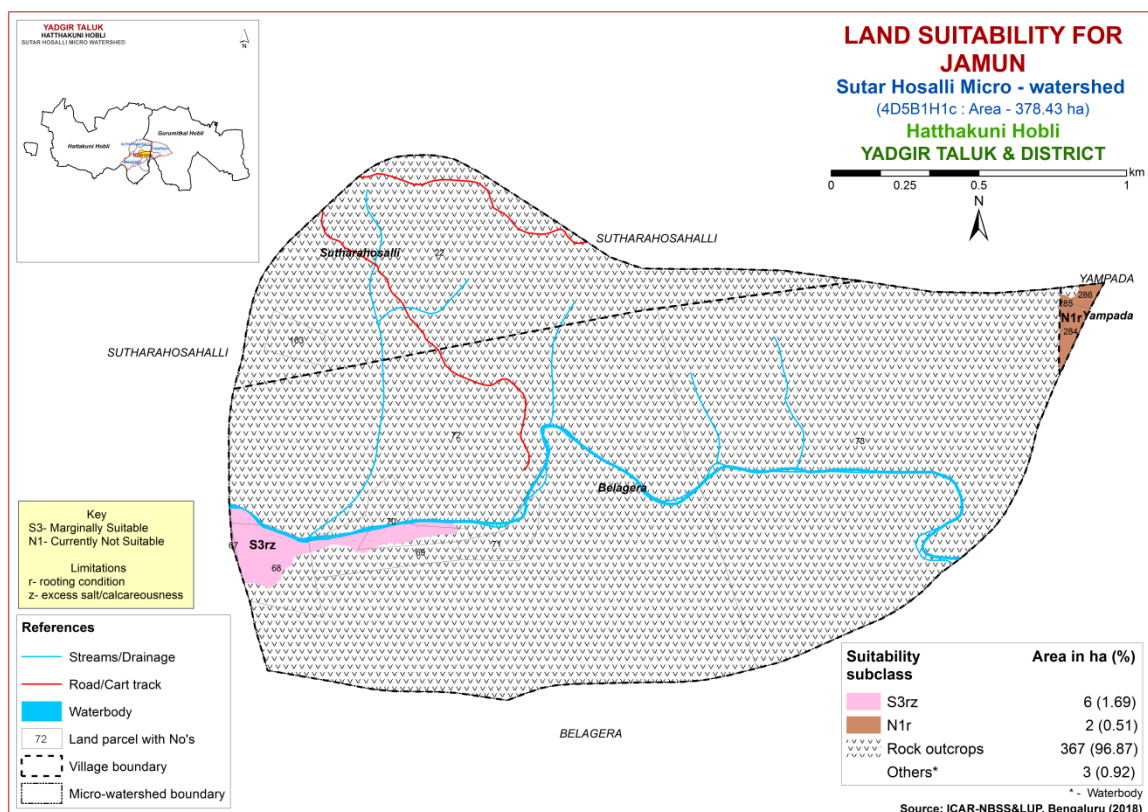 YADGIR TALUK
HATTHAKUNI HOBLI
SUTAR HOSALLI MICRO WATERSHED
N
Hattakuni Hobli
Gurumitkal Hobli
LAND SUITABILITY FOR
JAMUN
Sutar Hosalli Micro - watershed
(4D5B1H1c : Area - 378.43 ha)
Hatthakuni Hobli
YADGIR TALUK & DISTRICT
km
0 0.25 0.5 1
N
SUTHARAHOSAHALLI
Sutharahosalli
22
YAMPADA
286
285
N1r
Yampada
284
163
SUTHARAHOSAHALLI
72
73
Belagera
70
67
S3rz
71
69
68
BELAGERA
Key
S3- Marginally Suitable
N1- Currently Not Suitable
Limitations
r- rooting condition
z- excess salt/calcareousness
References
Streams/Drainage
Road/Cart track
Waterbody
72 Land parcel with No's
Village boundary
Micro-watershed boundary
Suitability subclass Area in ha (%)
S3rz 6 (1.69)
N1r 2 (0.51)
Rock outcrops 367 (96.87)
Others* 3 (0.92)
* - Waterbody
Source: ICAR-NBSS&LUP, Bengaluru (2018)